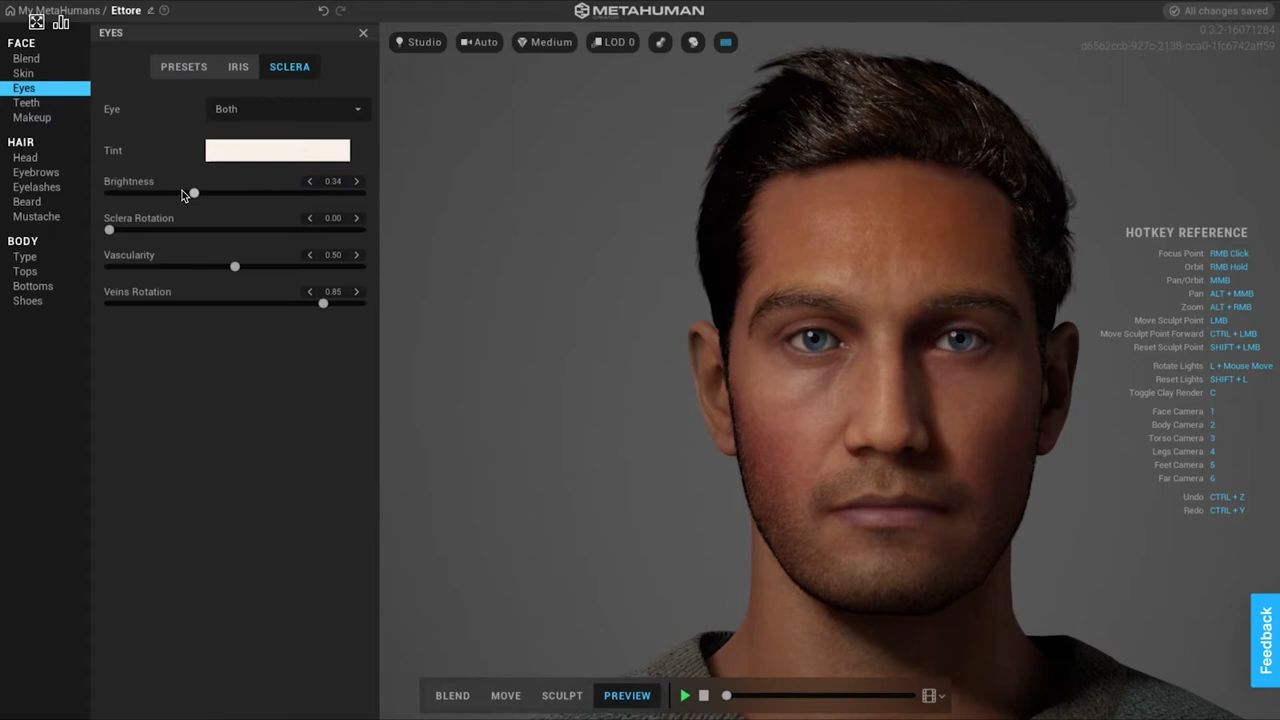 My MetaHumans / Ettore
METAHUMAN
CREATOR
All changes saved
0.3.2-16071284
FACE
Blend
Skin
Eyes
Teeth
Makeup
HAIR
Head
Eyebrows
Eyelashes
Beard
Mustache
BODY
Type
Tops
Bottoms
Shoes
EYES
PRESETS IRIS SCLERA
Eye Both
Tint
Brightness 0.34
Sclera Rotation 0.00
Vascularity 0.50
Veins Rotation 0.85
Studio Auto Medium LOD 0
HOTKEY REFERENCE
Focus Point RMB Click
Orbit RMB Hold
Pan/Orbit MMB
Pan ALT + MMB
Zoom ALT + RMB
Move Sculpt Point LMB
Move Sculpt Point Forward CTRL + LMB
Reset Sculpt Point SHIFT + LMB
Rotate Lights L + Mouse Move
Reset Lights SHIFT + L
Toggle Clay Render C
Face Camera 1
Body Camera 2
Torso Camera 3
Legs Camera 4
Feet Camera 5
Far Camera 6
Undo CTRL + Z
Redo CTRL + Y
Feedback
BLEND MOVE SCULPT PREVIEW